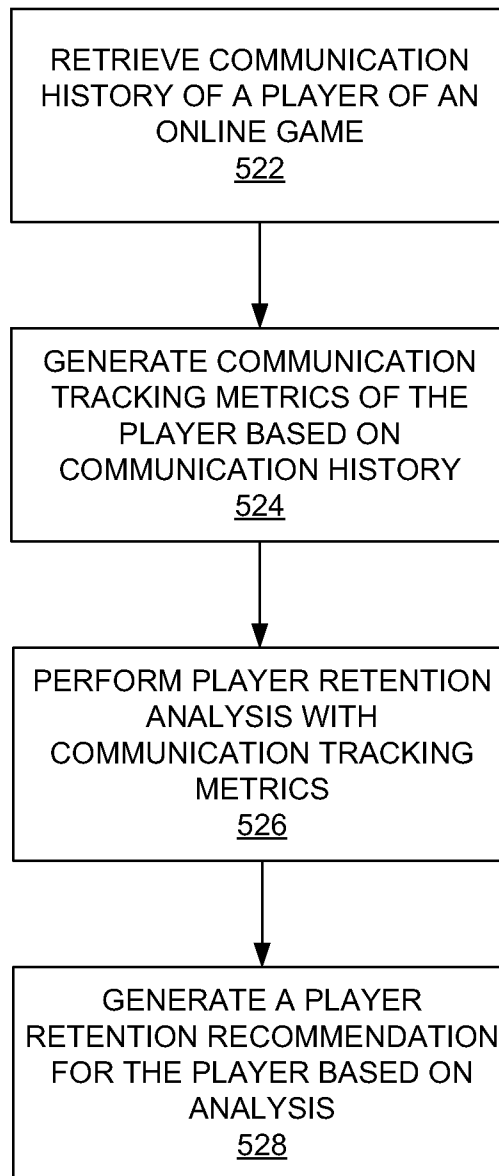 RETRIEVE COMMUNICATION
HISTORY OF A PLAYER OF AN
ONLINE GAME
522
GENERATE COMMUNICATION
TRACKING METRICS OF THE
PLAYER BASED ON
COMMUNICATION HISTORY
524
PERFORM PLAYER RETENTION
ANALYSIS WITH
COMMUNICATION TRACKING
METRICS
526
GENERATE A PLAYER
RETENTION RECOMMENDATION
FOR THE PLAYER BASED ON
ANALYSIS
528